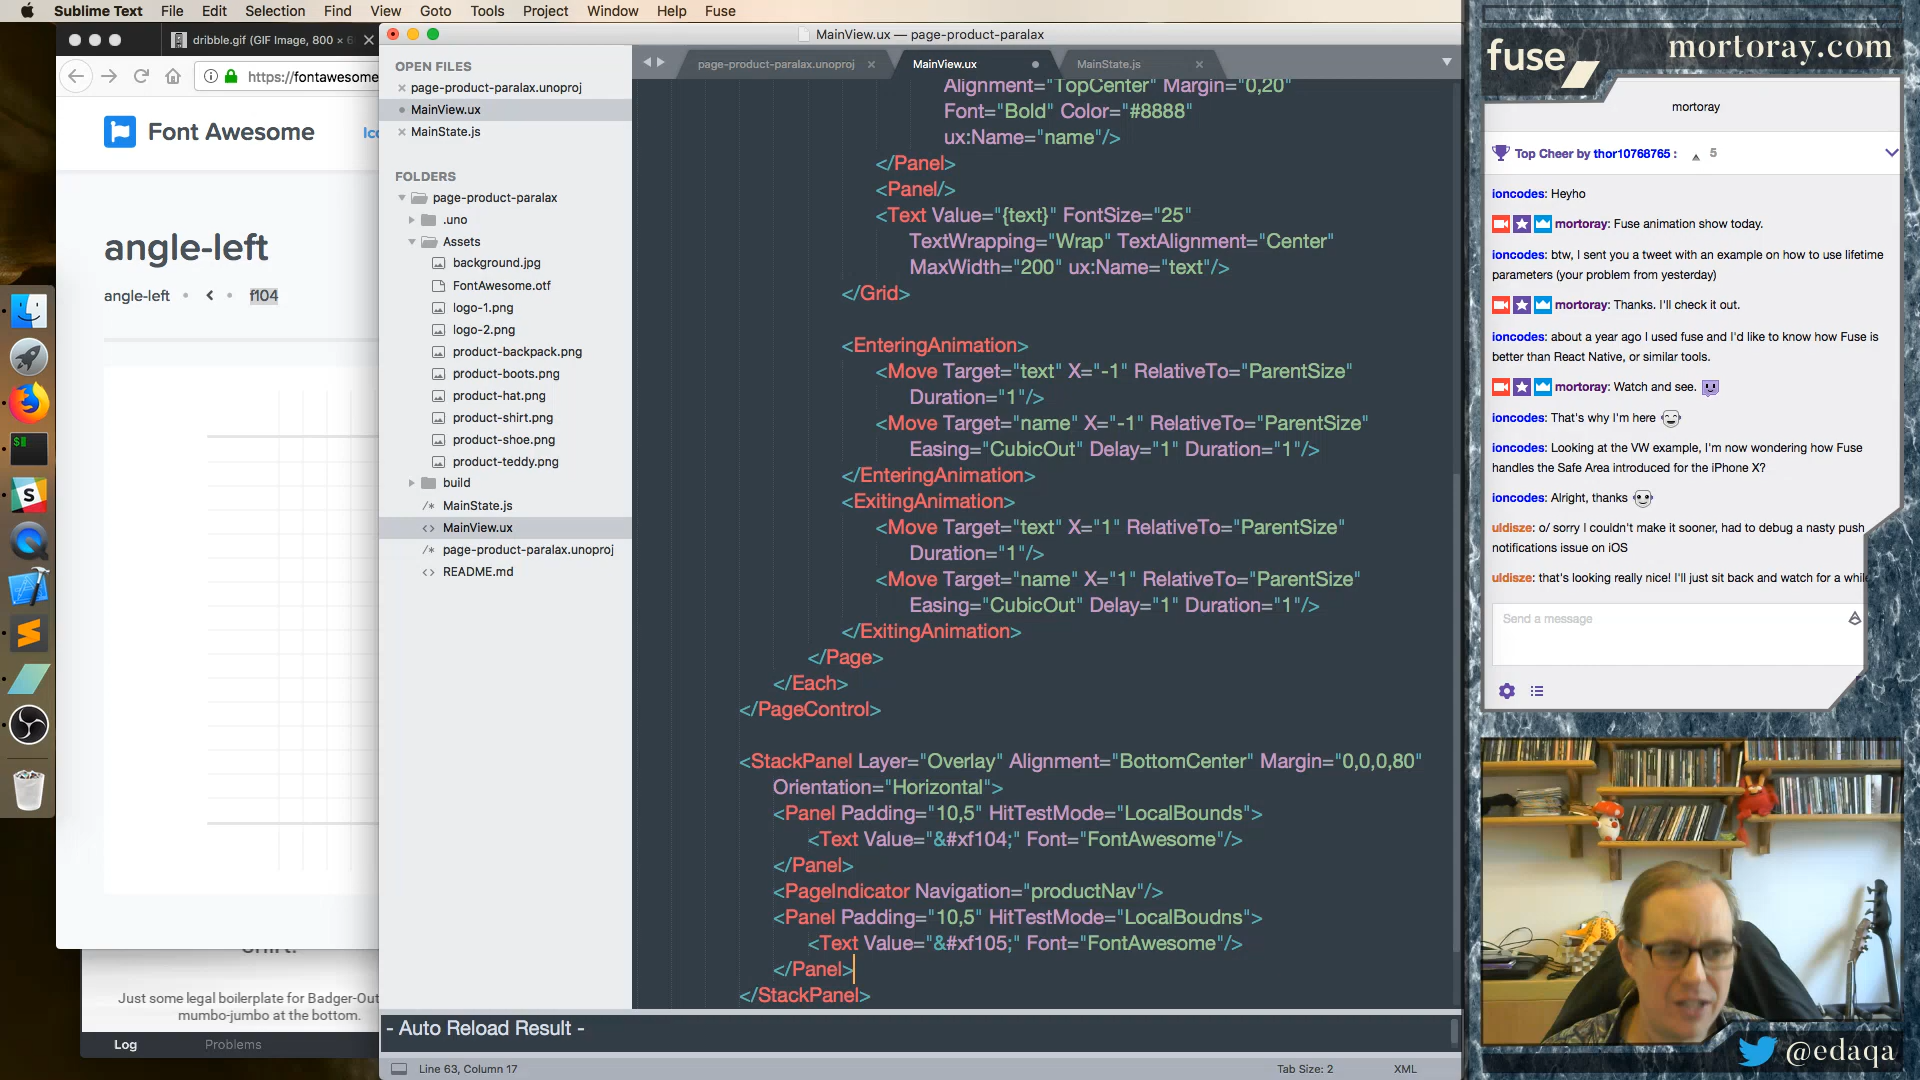 Sublime Text File Edit Selection Find View Goto Tools Project Window Help Fuse
dribble.gif (GIF Image, 800 × 6
https://fontawesome
Font Awesome
angle-left
angle-left • • f104
Just some legal boilerplate for Badger-Out
mumbo-jumbo at the bottom.
Log Problems
MainView.ux — page-product-paralax
OPEN FILES
page-product-paralax.unoproj
MainView.ux
MainState.js
FOLDERS
page-product-paralax
.uno
Assets
background.jpg
FontAwesome.otf
logo-1.png
logo-2.png
product-backpack.png
product-boots.png
product-hat.png
product-shirt.png
product-shoe.png
product-teddy.png
build
MainState.js
MainView.ux
page-product-paralax.unoproj
README.md
page-product-paralax.unoproj MainView.ux MainState.js
Alignment="TopCenter" Margin="0,20"
Font="Bold" Color="#8888"
ux:Name="name"/>
</Panel>
<Panel/>
<Text Value="{text}" FontSize="25"
TextWrapping="Wrap" TextAlignment="Center"
MaxWidth="200" ux:Name="text"/>
</Grid>
<EnteringAnimation>
<Move Target="text" X="-1" RelativeTo="ParentSize"
Duration="1"/>
<Move Target="name" X="-1" RelativeTo="ParentSize"
Easing="CubicOut" Delay="1" Duration="1"/>
</EnteringAnimation>
<ExitingAnimation>
<Move Target="text" X="1" RelativeTo="ParentSize"
Duration="1"/>
<Move Target="name" X="1" RelativeTo="ParentSize"
Easing="CubicOut" Delay="1" Duration="1"/>
</ExitingAnimation>
</Page>
</Each>
</PageControl>
<StackPanel Layer="Overlay" Alignment="BottomCenter" Margin="0,0,0,80"
Orientation="Horizontal">
<Panel Padding="10,5" HitTestMode="LocalBounds">
<Text Value="&#xf104;" Font="FontAwesome"/>
</Panel>
<PageIndicator Navigation="productNav"/>
<Panel Padding="10,5" HitTestMode="LocalBoudns">
<Text Value="&#xf105;" Font="FontAwesome"/>
</Panel>
</StackPanel>
- Auto Reload Result -
Line 63, Column 17 Tab Size: 2 XML
fuse mortoray.com
mortoray
Top Cheer by thor10768765 : 5
ioncodes: Heyho
mortoray: Fuse animation show today.
ioncodes: btw, I sent you a tweet with an example on how to use lifetime
parameters (your problem from yesterday)
mortoray: Thanks. I'll check it out.
ioncodes: about a year ago I used fuse and I'd like to know how Fuse is
better than React Native, or similar tools.
mortoray: Watch and see.
ioncodes: That's why I'm here
ioncodes: Looking at the VW example, I'm now wondering how Fuse
handles the Safe Area introduced for the iPhone X?
ioncodes: Alright, thanks
uldisze: o/ sorry I couldn't make it sooner, had to debug a nasty push
notifications issue on iOS
uldisze: that's looking really nice! I'll just sit back and watch for a while
Send a message
@edaqa